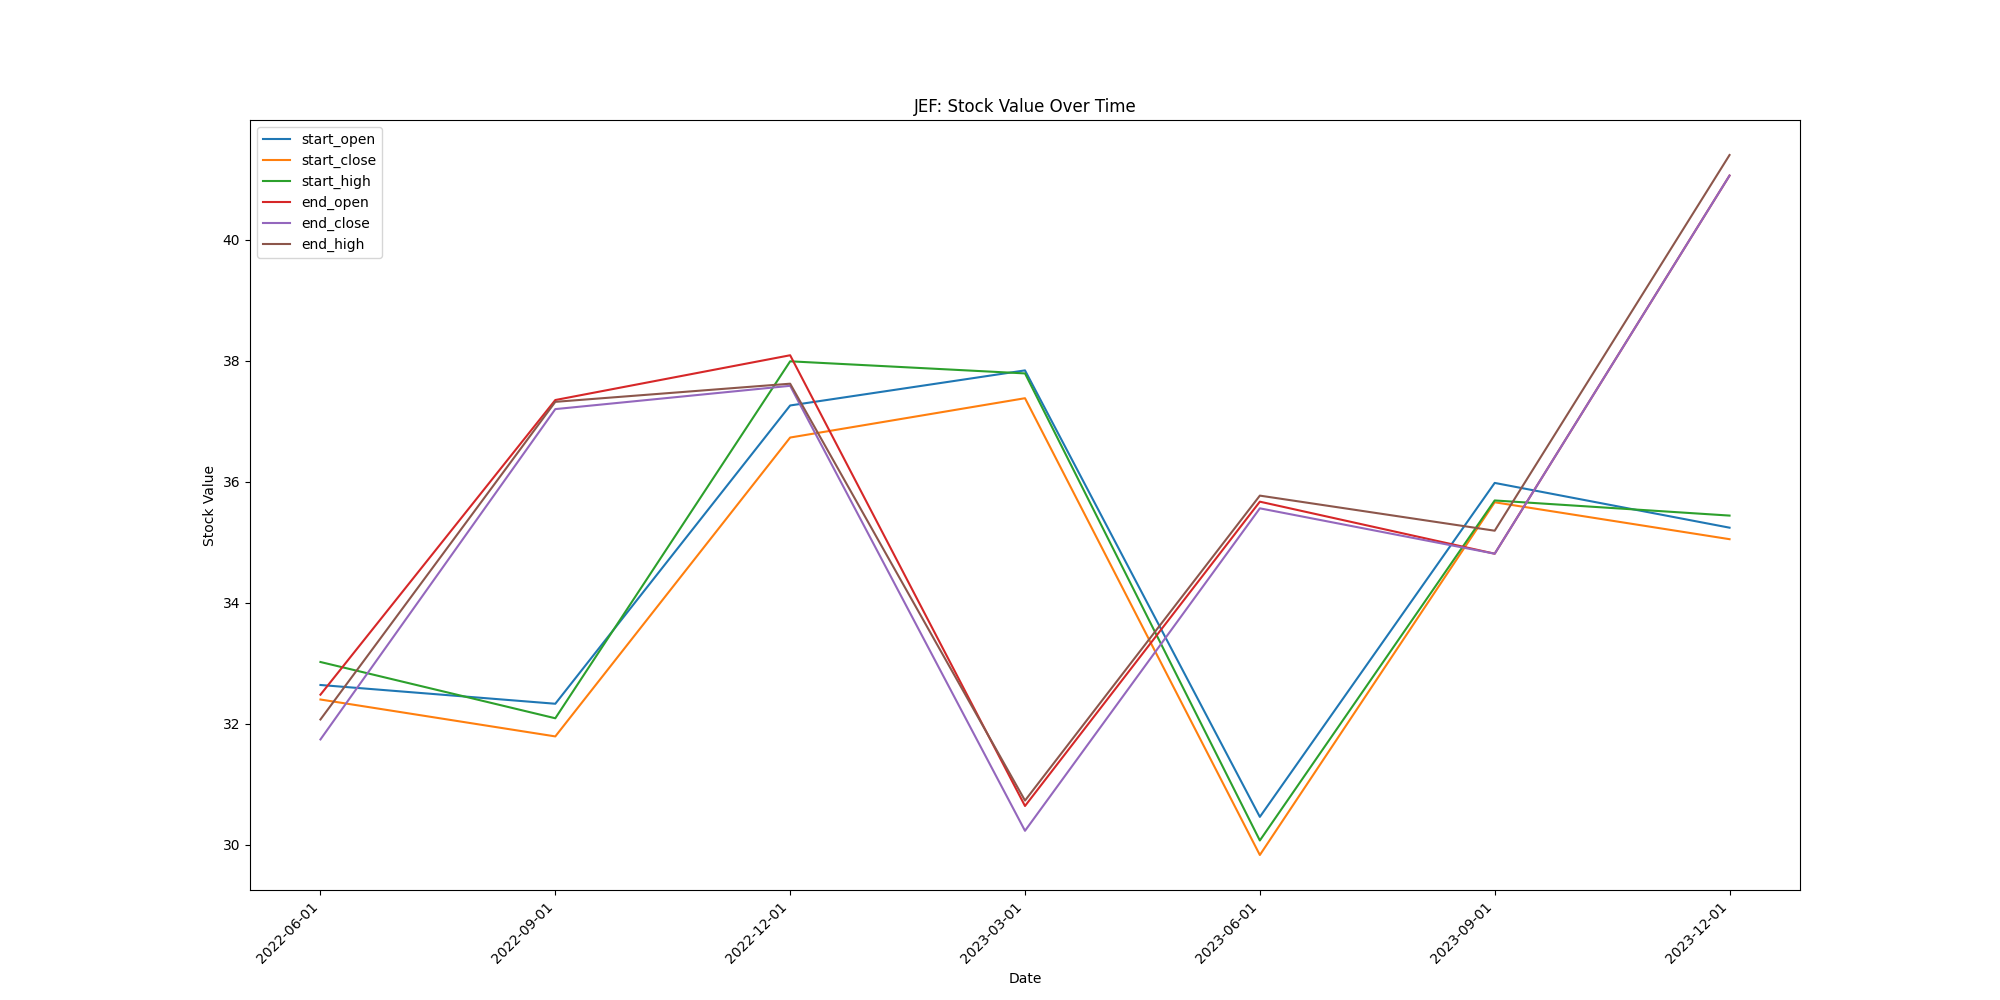 JEF: Stock Value Over Time
start_open
start_close
start_high
end_open
end_close
end_high
Stock Value
40
38
36
34
32
30
2022-06-01
2022-09-01
2022-12-01
2023-03-01
2023-06-01
2023-09-01
2023-12-01
Date